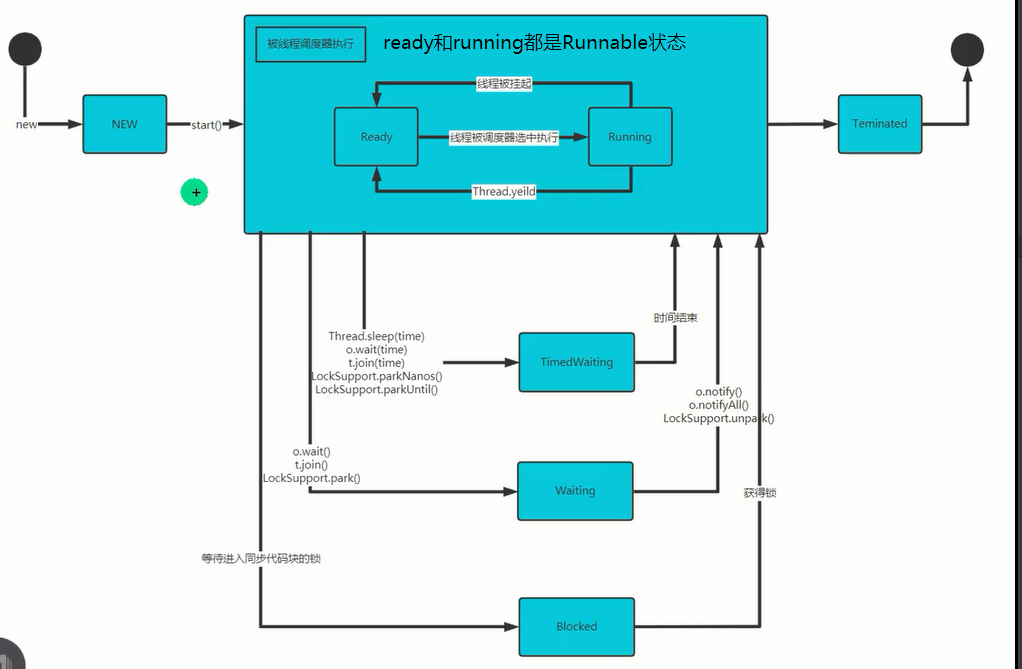 被线程调度器执行
ready和running都是Runnable状态
线程被挂起
new
NEW
start()
Ready
线程被调度器选中执行
Running
Teminated
Thread.yeild
Thread.sleep(time)
o.wait(time)
t.join(time)
LockSupport.parkNanos()
LockSupport.parkUntil()
时间结束
TimedWaiting
o.notify()
o.notifyAll()
LockSupport.unpark()
o.wait()
t.join()
LockSupport.park()
Waiting
获得锁
等待进入同步代码块的锁
Blocked